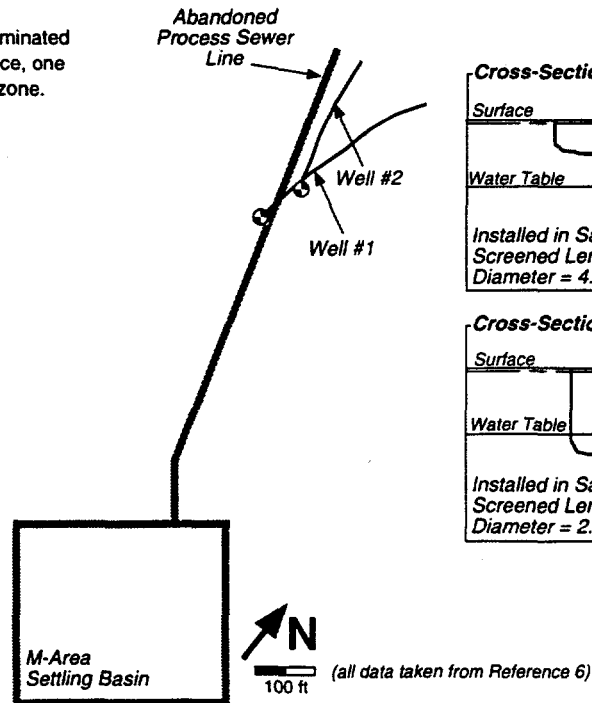 minated
ce, one
zone.
Abandoned
Process Sewer
Line
Well #2
Well #1
M-Area
Settling Basin
N
100 ft
(all data taken from Reference 6)
Cross-Sectio
Surface
Water Table
Installed in Sa
Screened Len
Diameter = 4.
Cross-Sectio
Surface
Water Table
Installed in Sa
Screened Len
Diameter = 2.